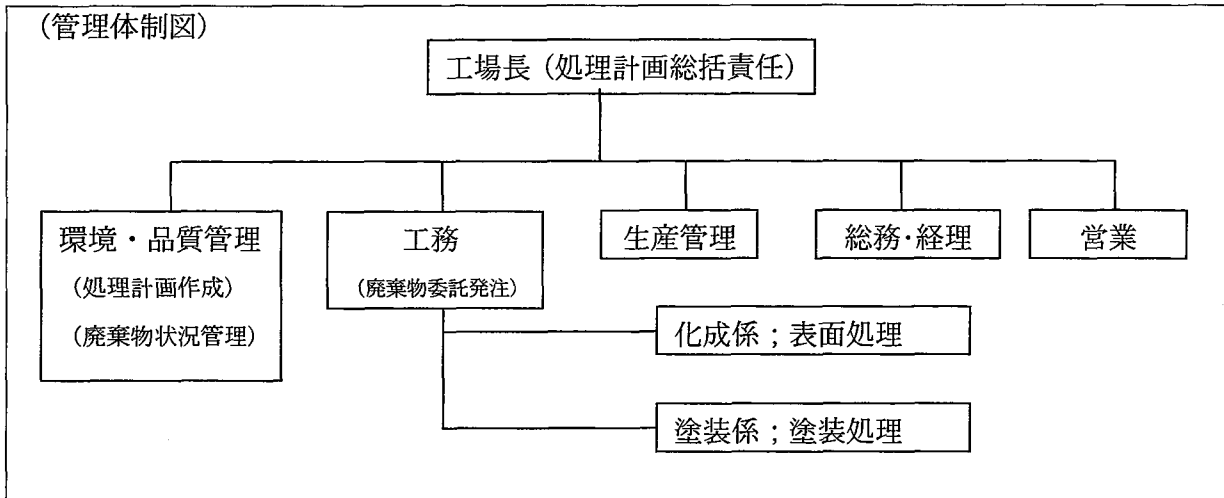 (管理体制図)
工場長（処理計画総括責任）
環境・品質管理
(処理計画作成)
(廃棄物状況管理)
工務
(廃棄物委託発注)
生産管理
総務・経理
営業
化成係；表面処理
塗装係；塗装処理